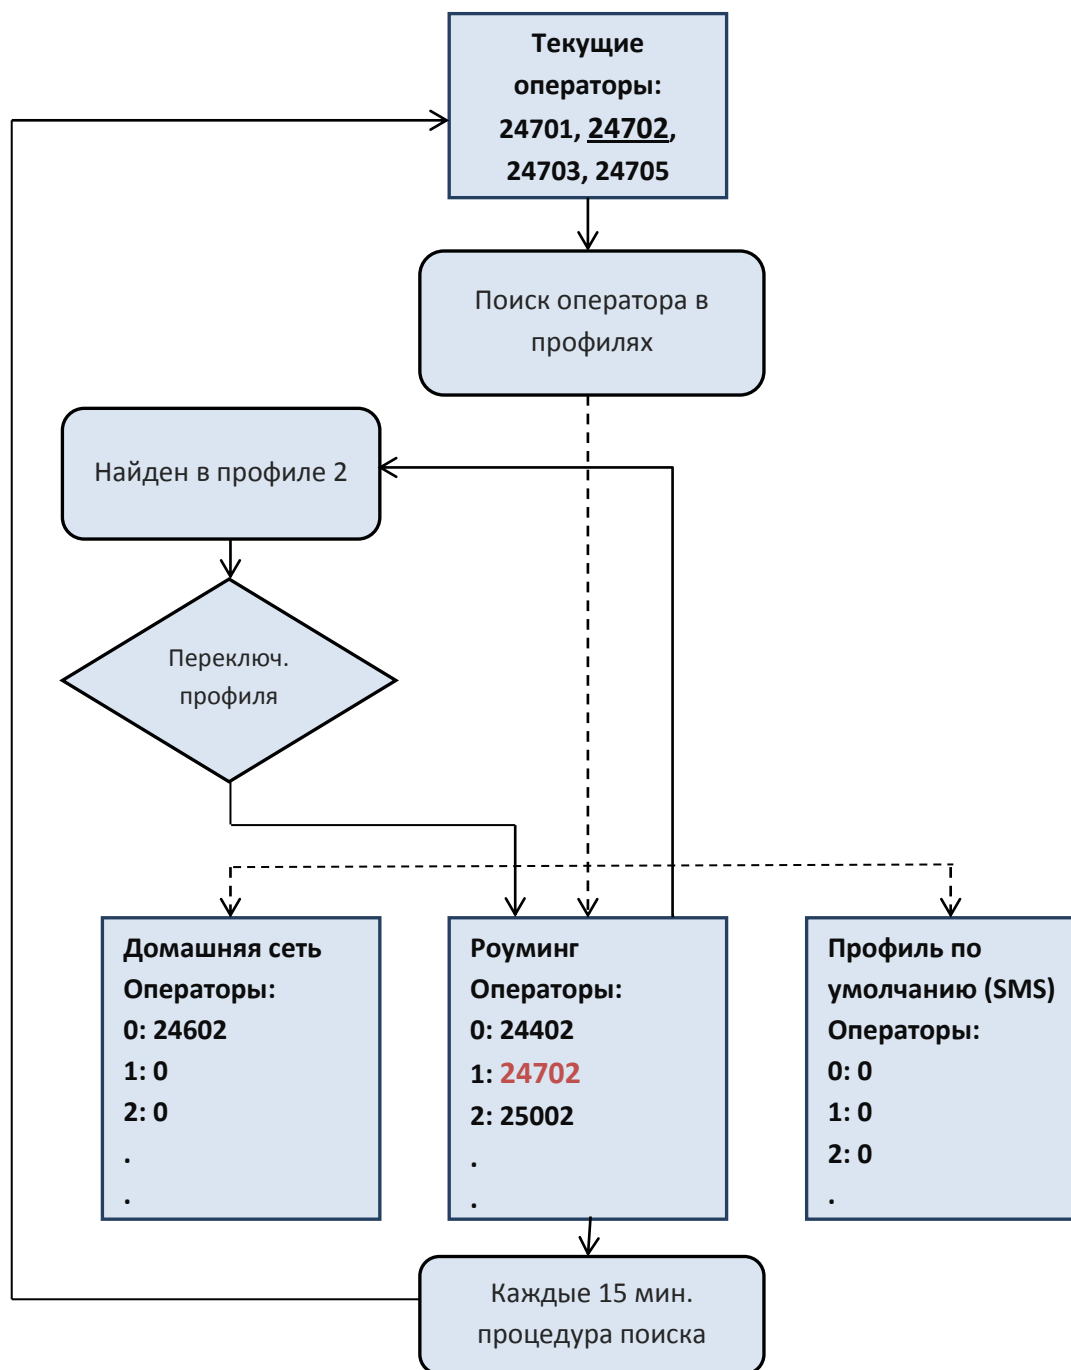 Текущие
операторы:
24701, 24702,
24703, 24705
Поиск оператора в
профилях
Найден в профиле 2
Переключ.
профиля
Домашняя сеть
Операторы:
0: 24602
1: 0
2: 0
.
.
Роуминг
Операторы:
0: 24402
1: 24702
2: 25002
.
.
Профиль по
умолчанию (SMS)
Операторы:
0: 0
1: 0
2: 0
.
Каждые 15 мин.
процедура поиска